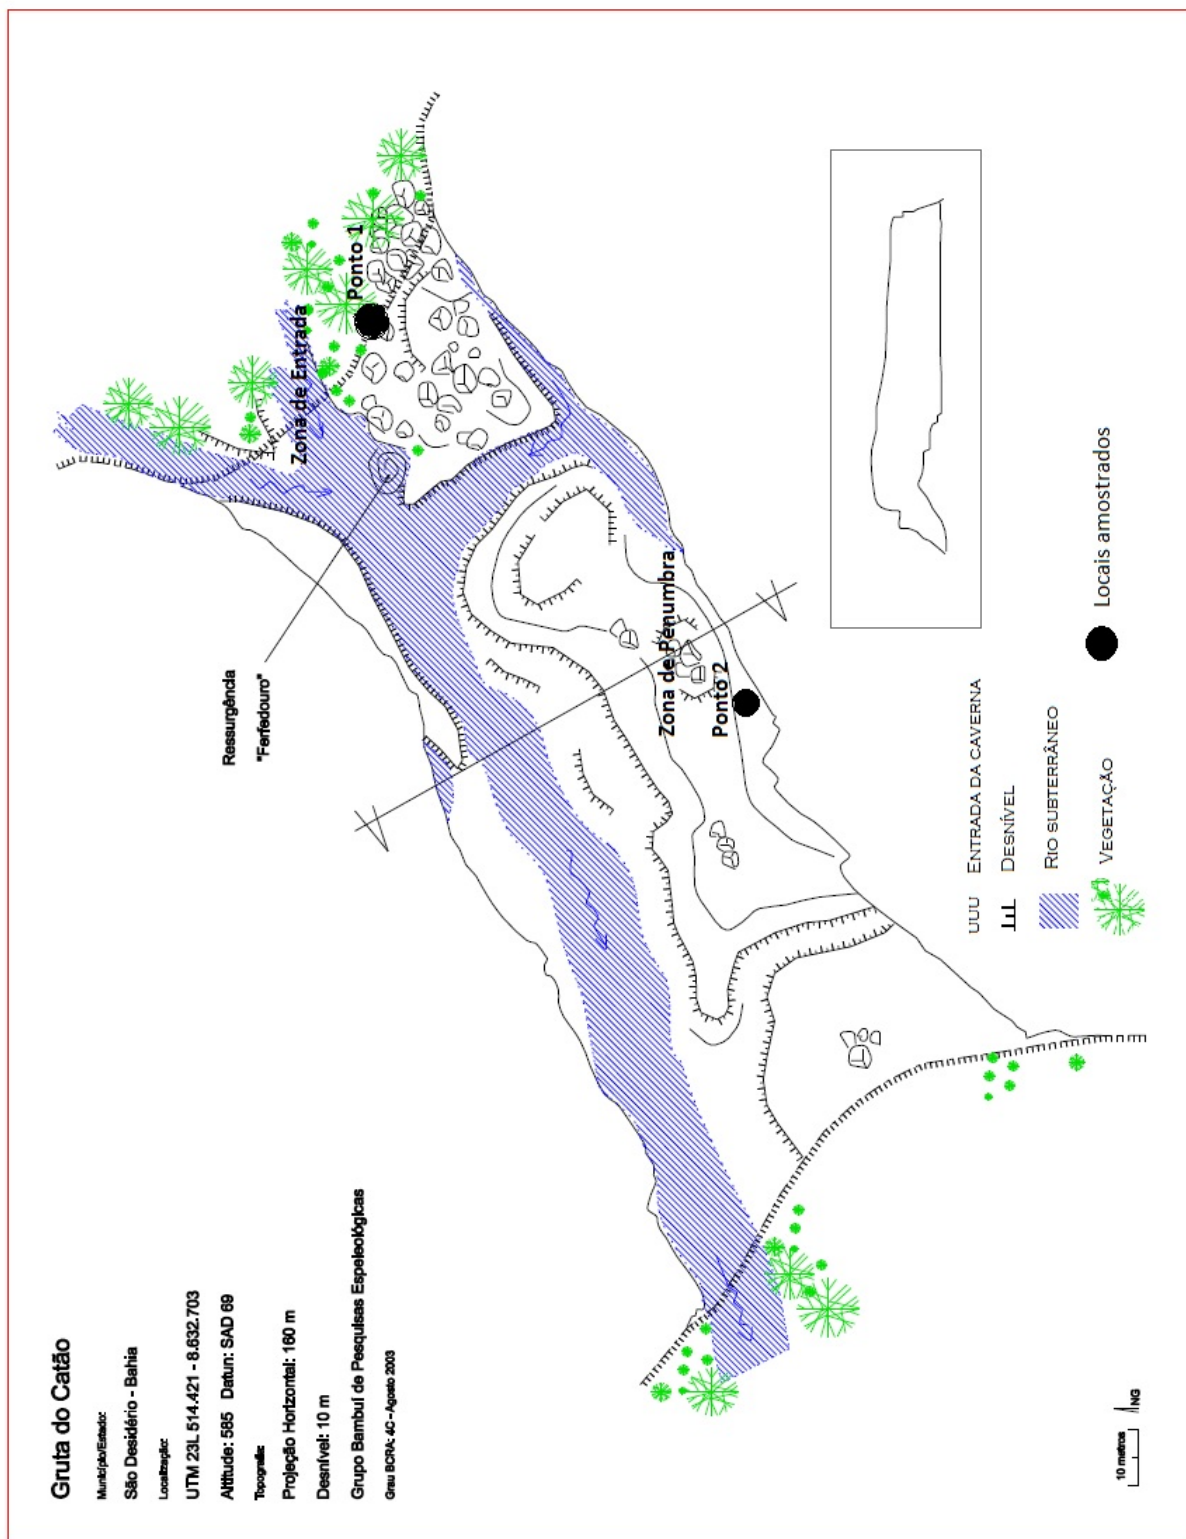 Gruta do Catão
Município/Estado:
São Desidério - Bahia
Localização:
UTM 23L 514.421 - 8.632.703
Altitude: 585 Datun: SAD 69
Topografia:
Projeção Horizontal: 160 m
Desnível: 10 m
Grupo Bambuí de Pesquisas Espeleológicas
Grau BCRA: 4C - Agosto 2003
Ressurgência
"Ferfedouro"
Zona de Entrada
Ponto 1
Zona de Penumbra
Ponto 2
ENTRADA DA CAVERNA
DESNÍVEL
RIO SUBTERRÂNEO
VEGETAÇÃO
Locais amostrados
10 metros
NG